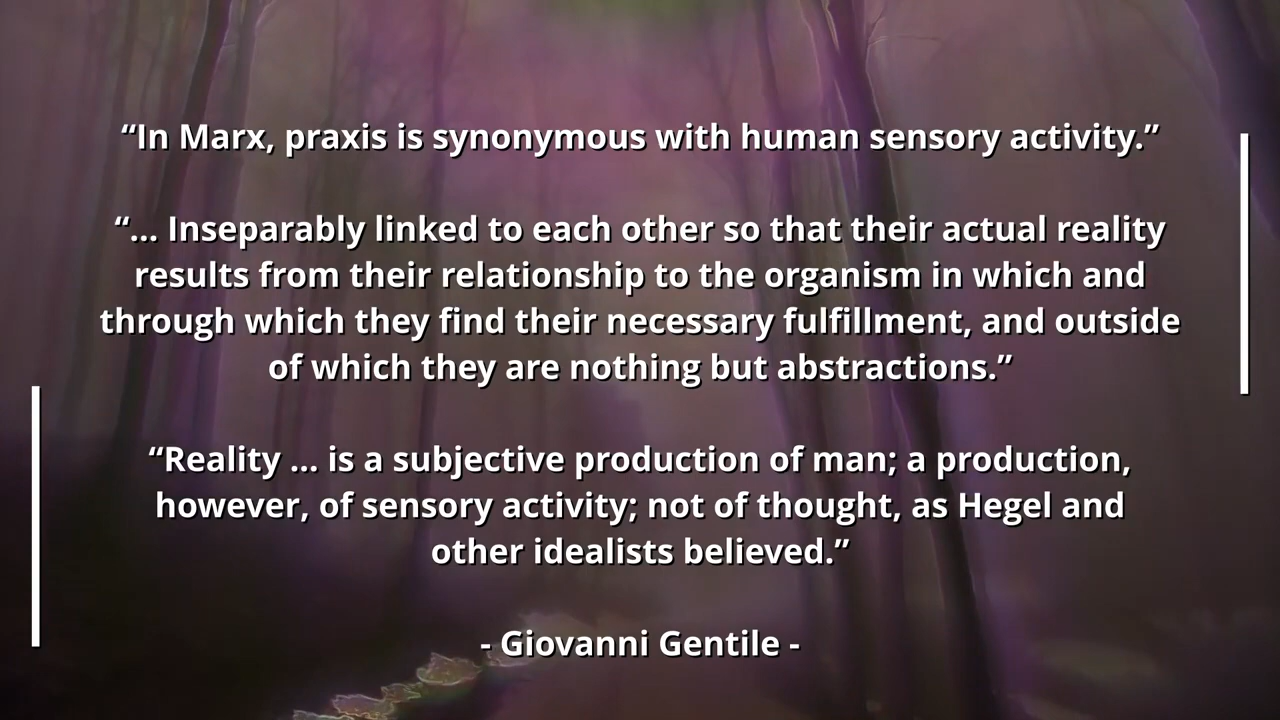 “In Marx, praxis is synonymous with human sensory activity.”
“... Inseparably linked to each other so that their actual reality
results from their relationship to the organism in which and
through which they find their necessary fulfillment, and outside
of which they are nothing but abstractions.”
“Reality ... is a subjective production of man; a production,
however, of sensory activity; not of thought, as Hegel and
other idealists believed.”
- Giovanni Gentile -